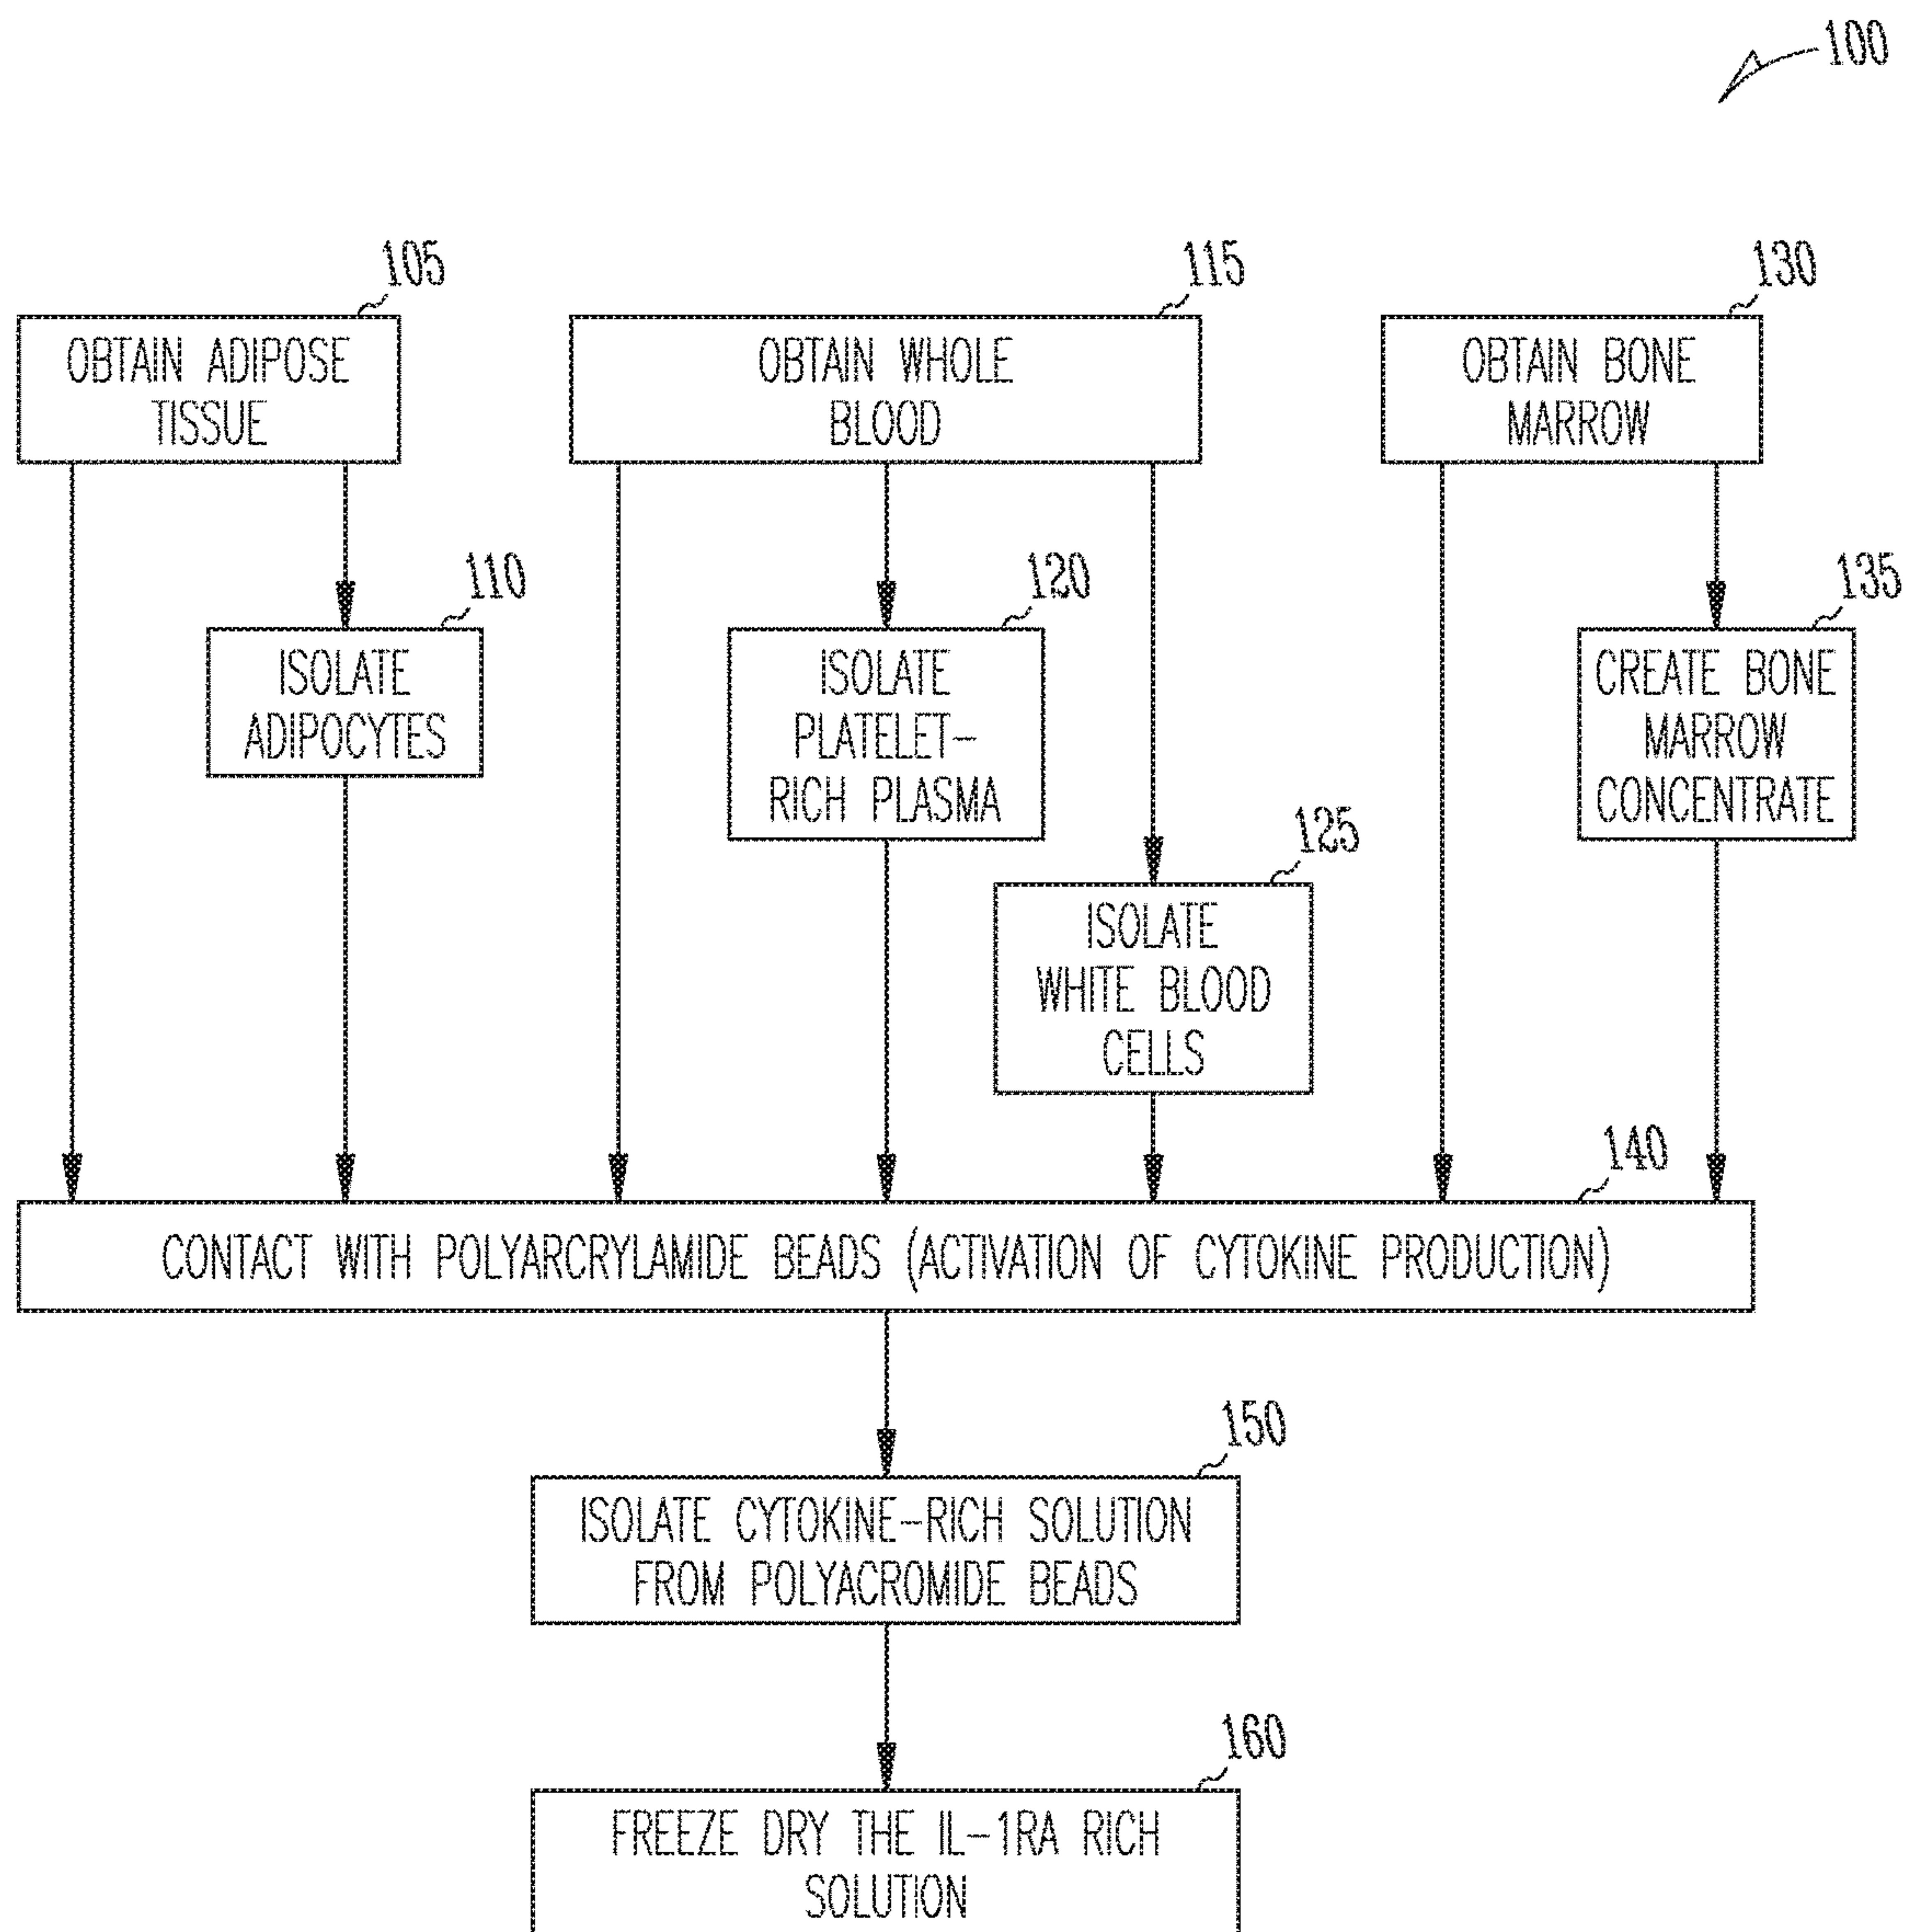 100
105
OBTAIN ADIPOSE
TISSUE
115
OBTAIN WHOLE
BLOOD
130
OBTAIN BONE
MARROW
110
ISOLATE
ADIPOCYTES
120
ISOLATE
PLATELET-
RICH PLASMA
135
CREATE BONE
MARROW
CONCENTRATE
125
ISOLATE
WHITE BLOOD
CELLS
140
CONTACT WITH POLYARCRYLAMIDE BEADS (ACTIVATION OF CYTOKINE PRODUCTION)
150
ISOLATE CYTOKINE-RICH SOLUTION
FROM POLYACROMIDE BEADS
160
FREEZE DRY THE IL-1RA RICH
SOLUTION